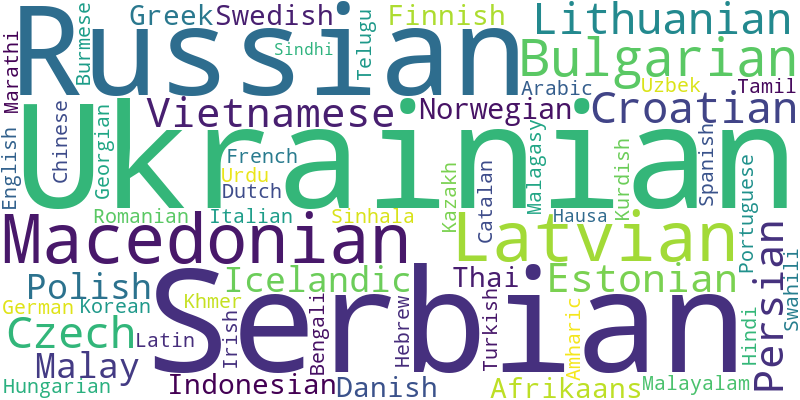 Russian
Greek
Swedish
Finnish
Lithuanian
Burmese
Sindhi
Telugu
Bulgarian
Marathi
Arabic
Uzbek
Tamil
Ukrainian
Vietnamese
Norwegian
Croatian
English
Chinese
Georgian
French
Urdu
Dutch
Kazakh
Catalan
Malagasy
Kurdish
Spanish
Portuguese
Romanian
Italian
Sinhala
Hausa
Macedonian
Latvian
Persian
Swahili
Polish
Icelandic
Thai
Estonian
Serbian
German
Korean
Khmer
Czech
Latin
Irish
Bengali
Hebrew
Turkish
Amharic
Hindi
Malay
Hungarian
Indonesian
Danish
Afrikaans
Malayalam